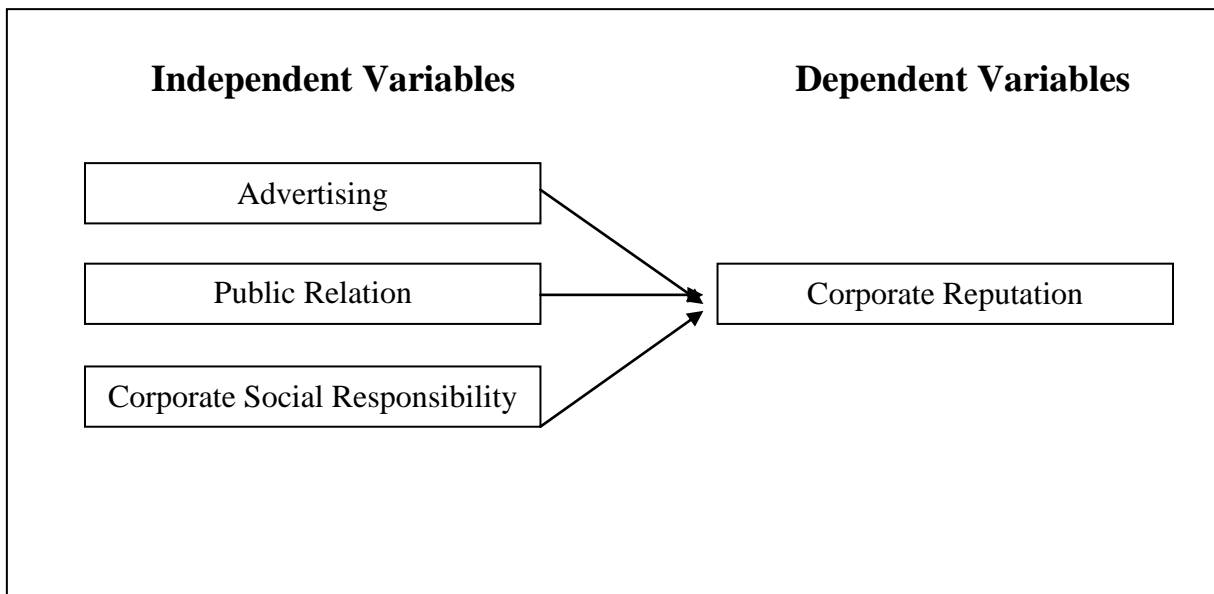 Independent Variables
Dependent Variables
Advertising
Public Relation
Corporate Reputation
Corporate Social Responsibility